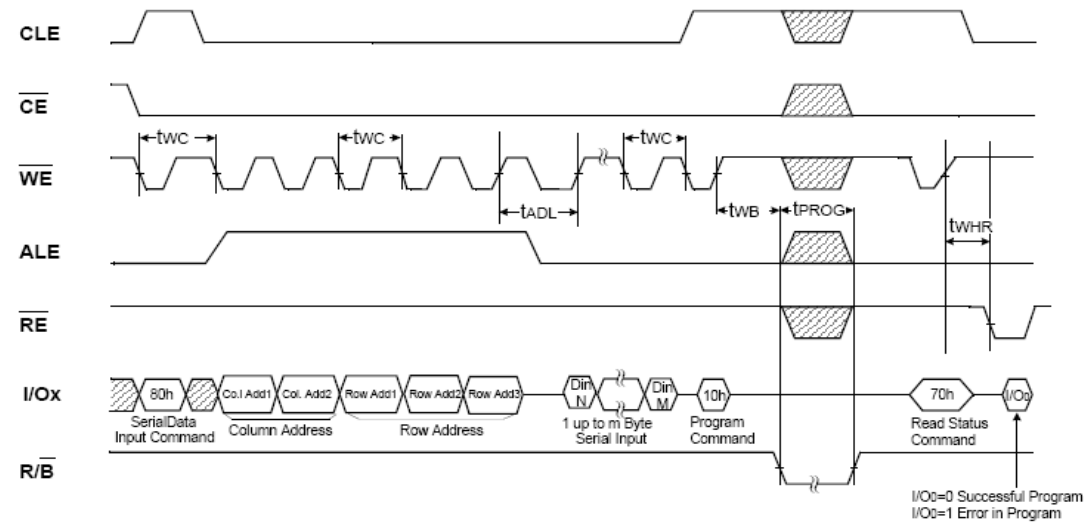 CLE
CE
tWC
tWC
tWC
WE
tADL
tWB
tPROG
tWHR
ALE
RE
I/Ox
80h
Co.l Add1
Col. Add2
Row Add1
Row Add2
Row Add3
Din
N
Din
M
10h
70h
I/O0
SerialData
Input Command
Column Address
Row Address
1 up to m Byte
Serial Input
Program
Command
Read Status
Command
R/B
I/O0=0 Successful Program
I/O0=1 Error in Program